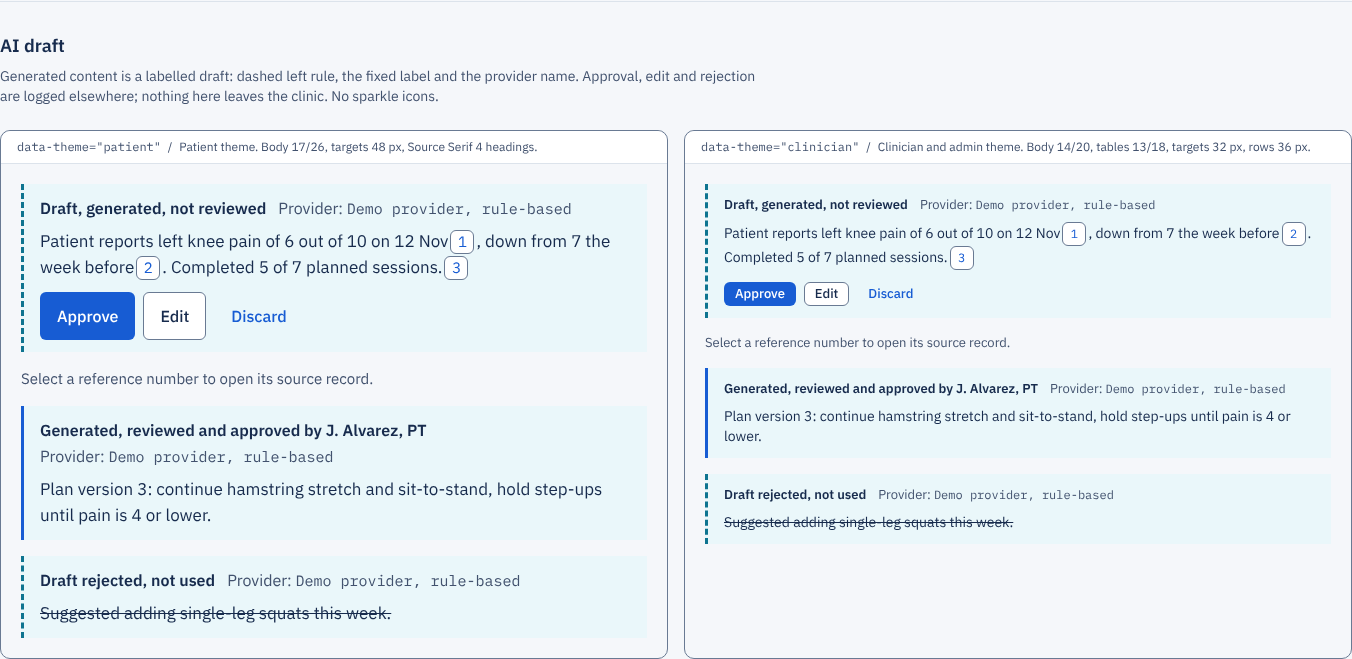 AI draft
Generated content is a labelled draft: dashed left rule, the fixed label and the provider name. Approval, edit and rejection
are logged elsewhere; nothing here leaves the clinic. No sparkle icons.
data-theme="patient" / Patient theme. Body 17/26, targets 48 px, Source Serif 4 headings.
Draft, generated, not reviewed Provider: Demo provider, rule-based
Patient reports left knee pain of 6 out of 10 on 12 Nov 1 , down from 7 the
week before 2 . Completed 5 of 7 planned sessions. 3
Approve Edit Discard
Select a reference number to open its source record.
Generated, reviewed and approved by J. Alvarez, PT
Provider: Demo provider, rule-based
Plan version 3: continue hamstring stretch and sit-to-stand, hold step-ups
until pain is 4 or lower.
Draft rejected, not used Provider: Demo provider, rule-based
Suggested adding single-leg squats this week.
data-theme="clinician" / Clinician and admin theme. Body 14/20, tables 13/18, targets 32 px, rows 36 px.
Draft, generated, not reviewed Provider: Demo provider, rule-based
Patient reports left knee pain of 6 out of 10 on 12 Nov 1 , down from 7 the week before 2 .
Completed 5 of 7 planned sessions. 3
Approve Edit Discard
Select a reference number to open its source record.
Generated, reviewed and approved by J. Alvarez, PT Provider: Demo provider, rule-based
Plan version 3: continue hamstring stretch and sit-to-stand, hold step-ups until pain is 4 or
lower.
Draft rejected, not used Provider: Demo provider, rule-based
Suggested adding single-leg squats this week.